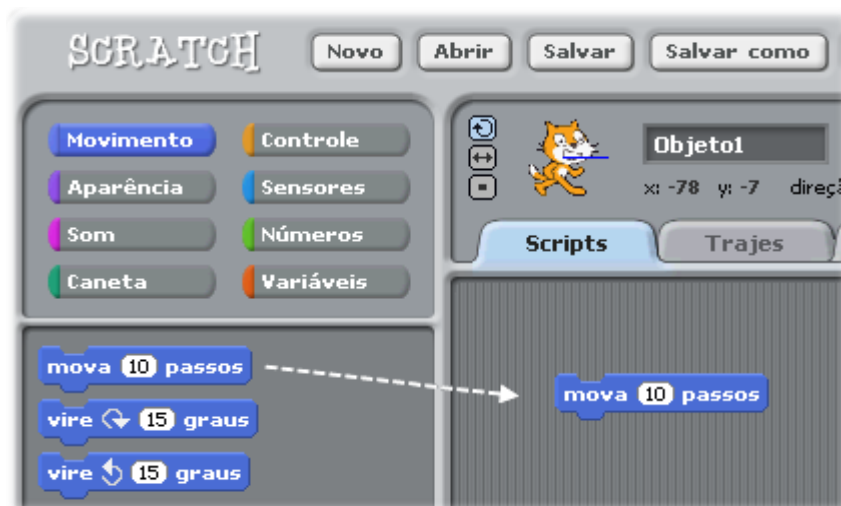 SCRATCH Novo Abrir Salvar Salvar como
Movimento Controle
Aparência Sensores
Som Números
Caneta Variáveis
Objeto1
x: -78 y: -7
Scripts Trajes
mova 10 passos
vire 15 graus
vire 15 graus
mova 10 passos